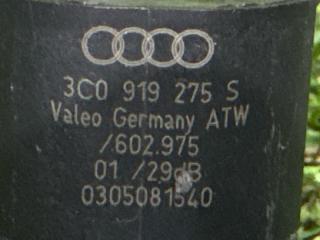 3C0 919 275 S
Valeo Germany ATW
/602.975
01 /29dB
0305081540